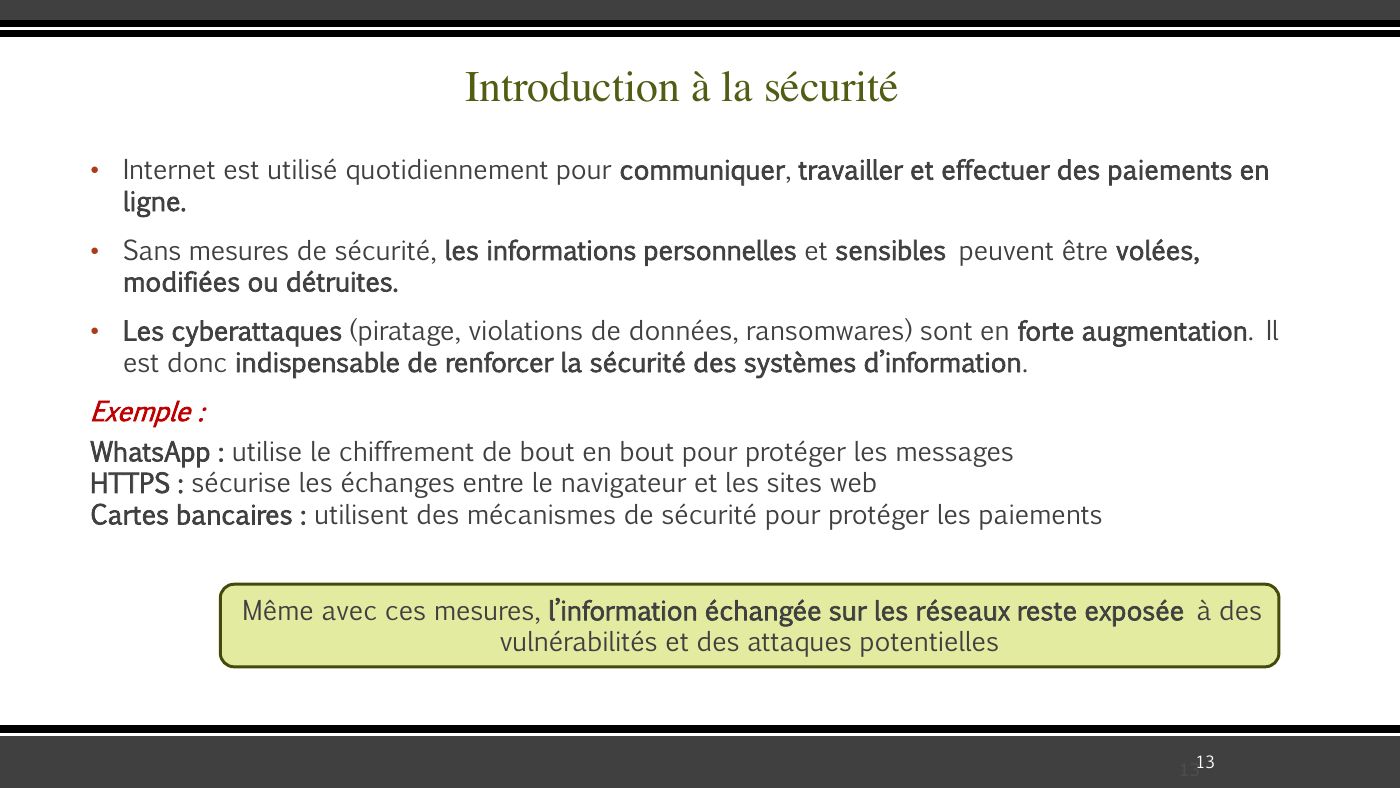 Introduction à la sécurité
• Internet est utilisé quotidiennement pour communiquer, travailler et effectuer des paiements en
ligne.
• Sans mesures de sécurité, les informations personnelles et sensibles peuvent être volées,
modifiées ou détruites.
• Les cyberattaques (piratage, violations de données, ransomwares) sont en forte augmentation. Il
est donc indispensable de renforcer la sécurité des systèmes d’information.
Exemple :
WhatsApp : utilise le chiffrement de bout en bout pour protéger les messages
HTTPS : sécurise les échanges entre le navigateur et les sites web
Cartes bancaires : utilisent des mécanismes de sécurité pour protéger les paiements
Même avec ces mesures, l’information échangée sur les réseaux reste exposée à des
vulnérabilités et des attaques potentielles
13
13